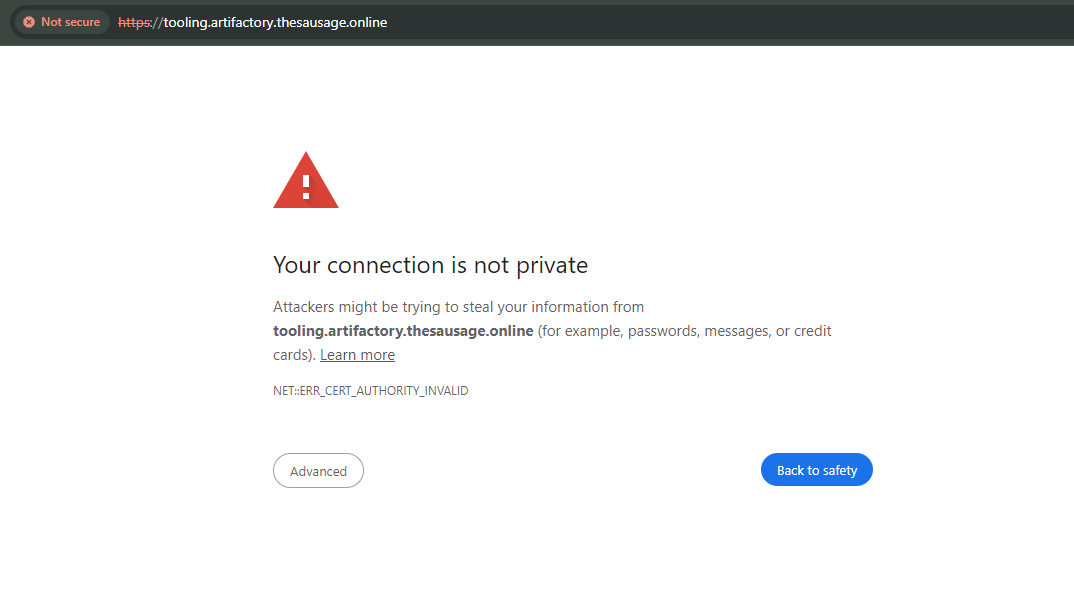 Not secure https://tooling.artifactory.thesausage.online
Your connection is not private
Attackers might be trying to steal your information from
tooling.artifactory.thesausage.online (for example, passwords, messages, or credit
cards). Learn more
NET::ERR_CERT_AUTHORITY_INVALID
Advanced Back to safety